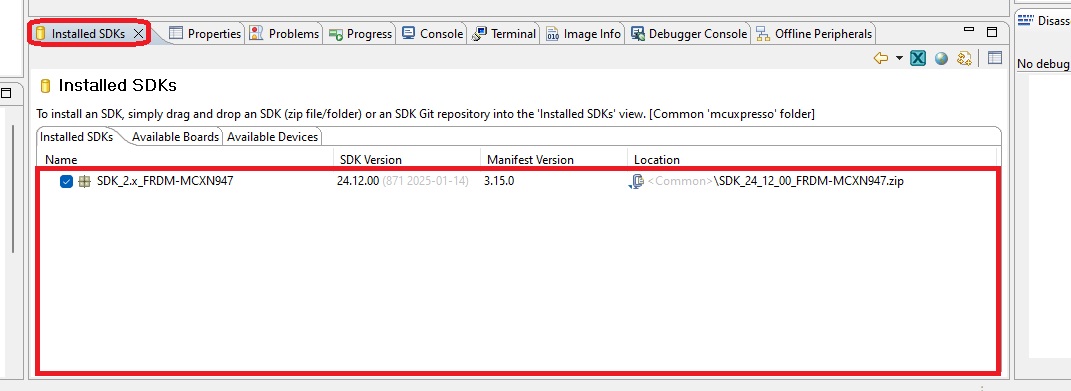 Installed SDKs Properties Problems Progress Console Terminal Image Info Debugger Console Offline Peripherals
Disasse
No debug
Installed SDKs
To install an SDK, simply drag and drop an SDK (zip file/folder) or an SDK Git repository into the 'Installed SDKs' view. [Common 'mcuxpresso' folder]
Installed SDKs Available Boards Available Devices
Name SDK Version Manifest Version Location
SDK_2.x_FRDM-MCXN947 24.12.00 (871 2025-01-14) 3.15.0 <Common>\SDK_24_12_00_FRDM-MCXN947.zip